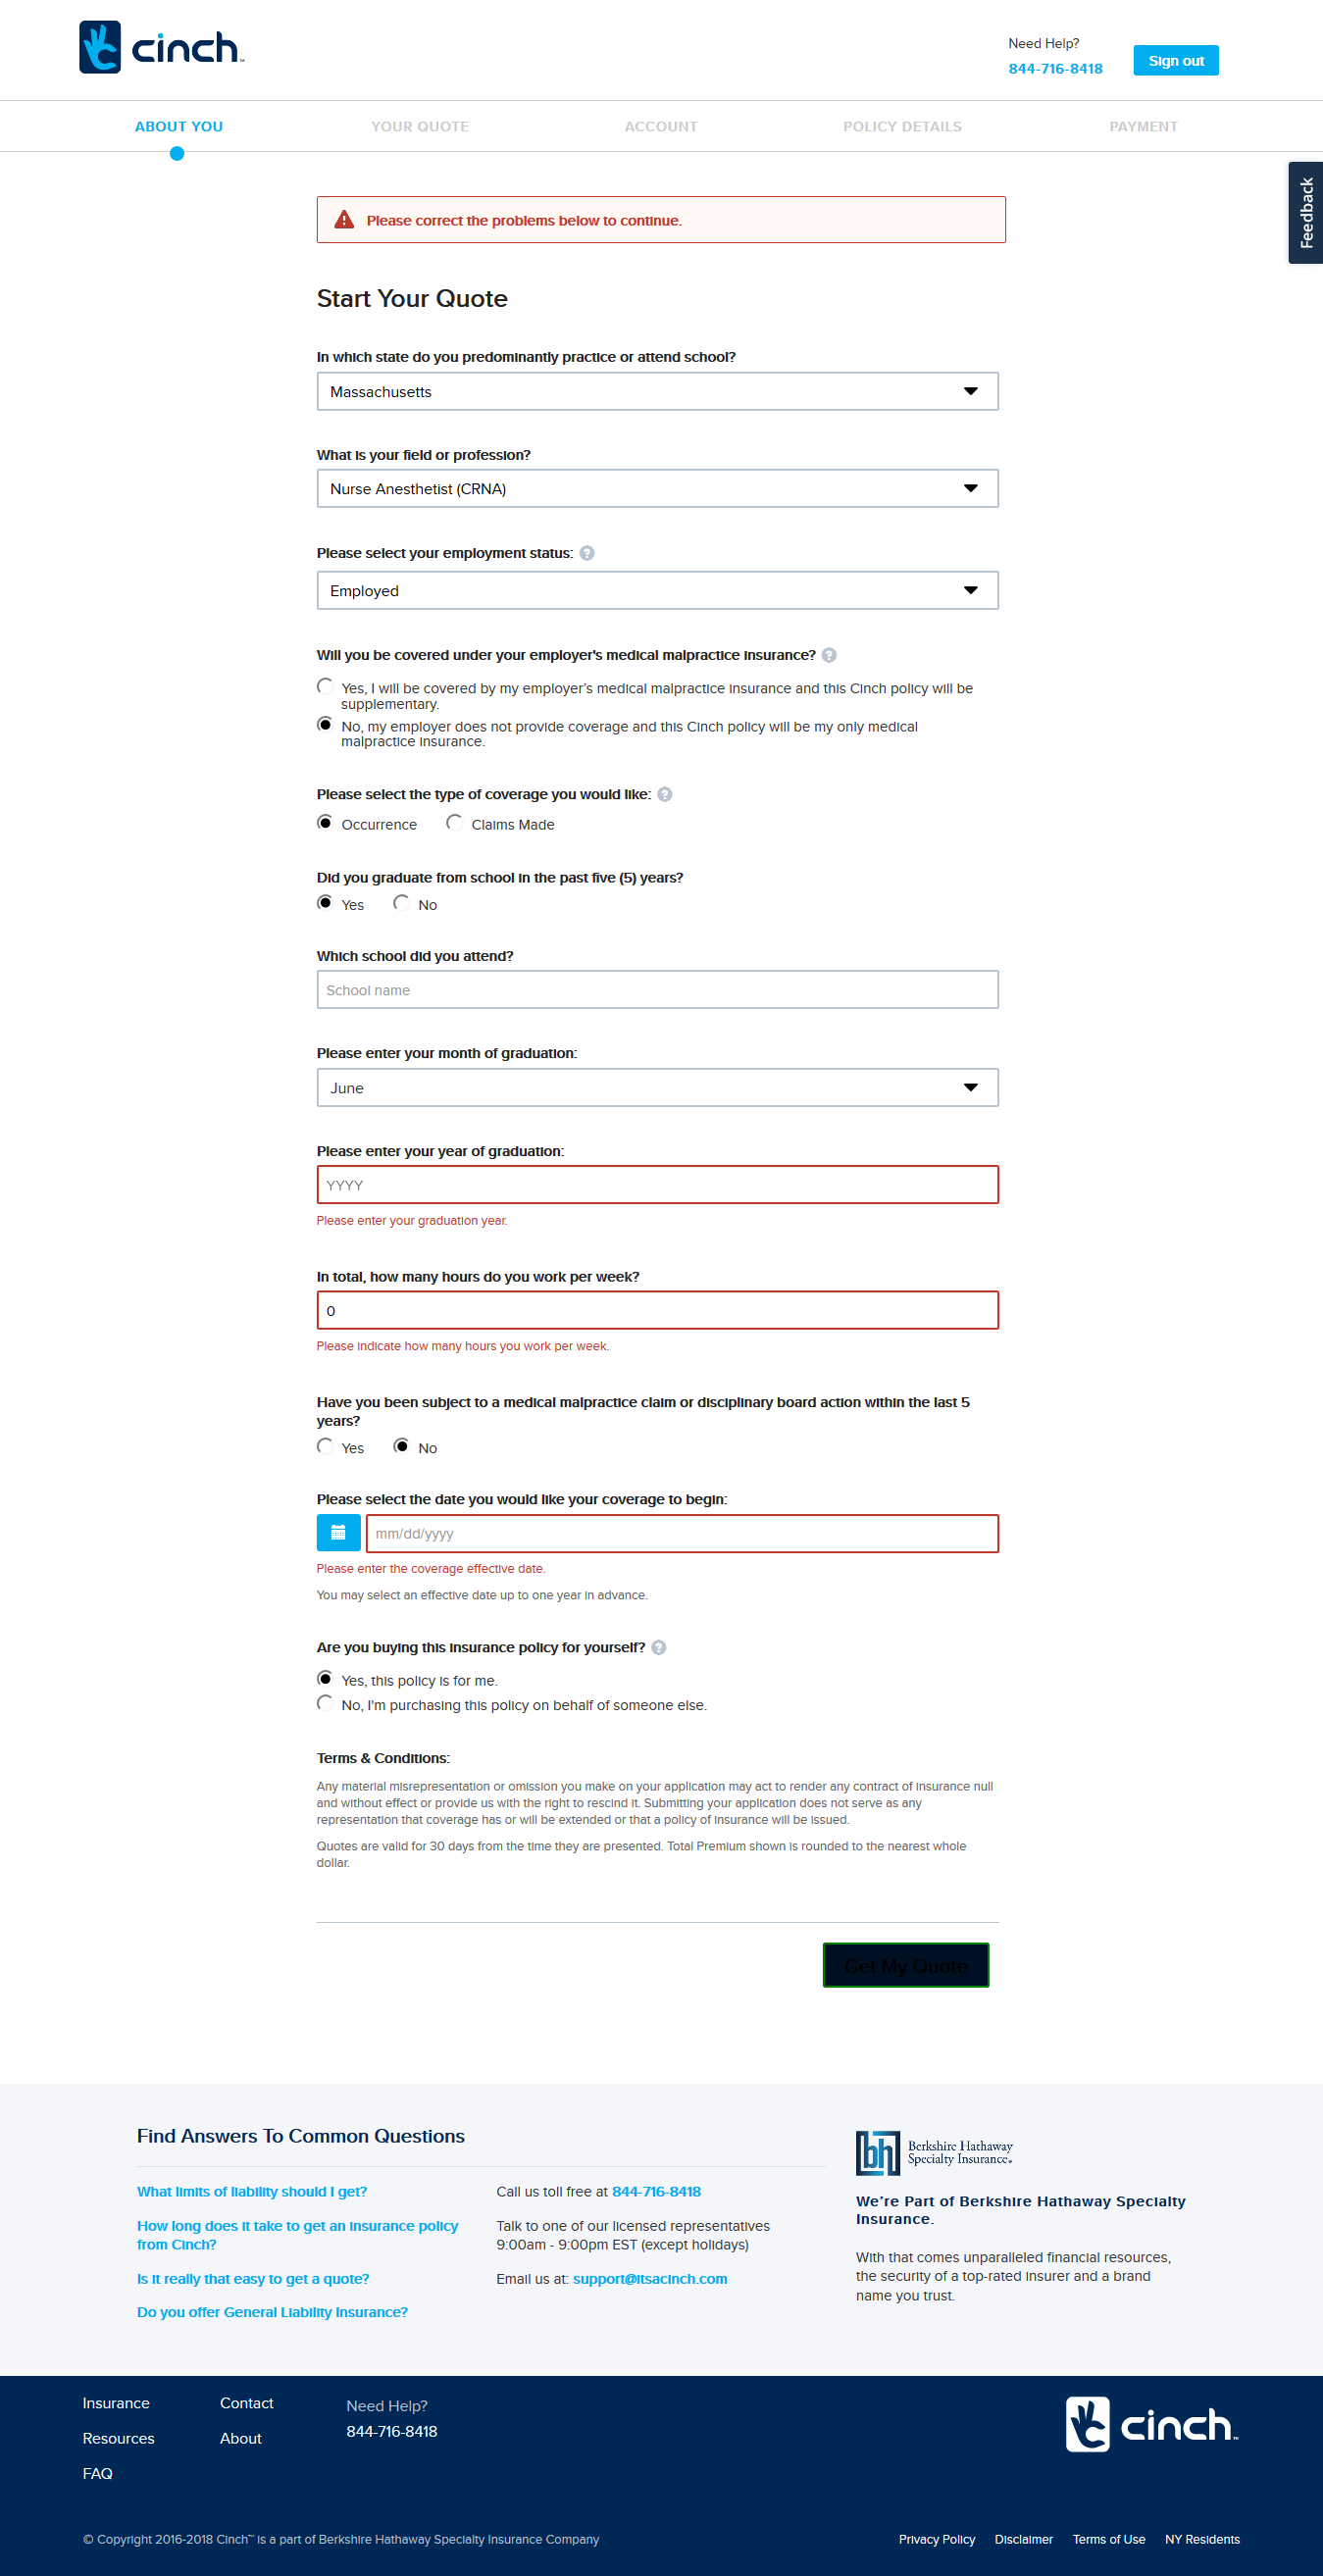 cinch™
Need Help?
844-716-8418
Sign out
ABOUT YOU
YOUR QUOTE
ACCOUNT
POLICY DETAILS
PAYMENT
Feedback
Please correct the problems below to continue.
Start Your Quote
In which state do you predominantly practice or attend school?
Massachusetts
What is your field or profession?
Nurse Anesthetist (CRNA)
Please select your employment status: ?
Employed
Will you be covered under your employer's medical malpractice insurance? ?
Yes, I will be covered by my employer's medical malpractice insurance and this Cinch policy will be
supplementary.
No, my employer does not provide coverage and this Cinch policy will be my only medical
malpractice insurance.
Please select the type of coverage you would like: ?
Occurrence
Claims Made
Did you graduate from school in the past five (5) years?
Yes
No
Which school did you attend?
School name
Please enter your month of graduation:
June
Please enter your year of graduation:
YYYY
Please enter your graduation year.
In total, how many hours do you work per week?
0
Please indicate how many hours you work per week.
Have you been subject to a medical malpractice claim or disciplinary board action within the last 5
years?
Yes
No
Please select the date you would like your coverage to begin:
mm/dd/yyyy
Please enter the coverage effective date.
You may select an effective date up to one year in advance.
Are you buying this insurance policy for yourself? ?
Yes, this policy is for me.
No, I'm purchasing this policy on behalf of someone else.
Terms & Conditions:
Any material misrepresentation or omission you make on your application may act to render any contract of insurance null
and without effect or provide us with the right to rescind it. Submitting your application does not serve as any
representation that coverage has or will be extended or that a policy of insurance will be issued.
Quotes are valid for 30 days from the time they are presented. Total Premium shown is rounded to the nearest whole
dollar.
Get My Quote
Find Answers To Common Questions
What limits of liability should I get?
How long does it take to get an insurance policy
from Cinch?
Is it really that easy to get a quote?
Do you offer General Liability Insurance?
Call us toll free at 844-716-8418
Talk to one of our licensed representatives
9:00am - 9:00pm EST (except holidays)
Email us at: support@itsacinch.com
bh
Berkshire Hathaway
Specialty Insurance.
We're Part of Berkshire Hathaway Specialty
Insurance.
With that comes unparalleled financial resources,
the security of a top-rated insurer and a brand
name you trust.
Insurance
Resources
FAQ
Contact
About
Need Help?
844-716-8418
cinch™
© Copyright 2016-2018 Cinch™ is a part of Berkshire Hathaway Specialty Insurance Company
Privacy Policy
Disclaimer
Terms of Use
NY Residents